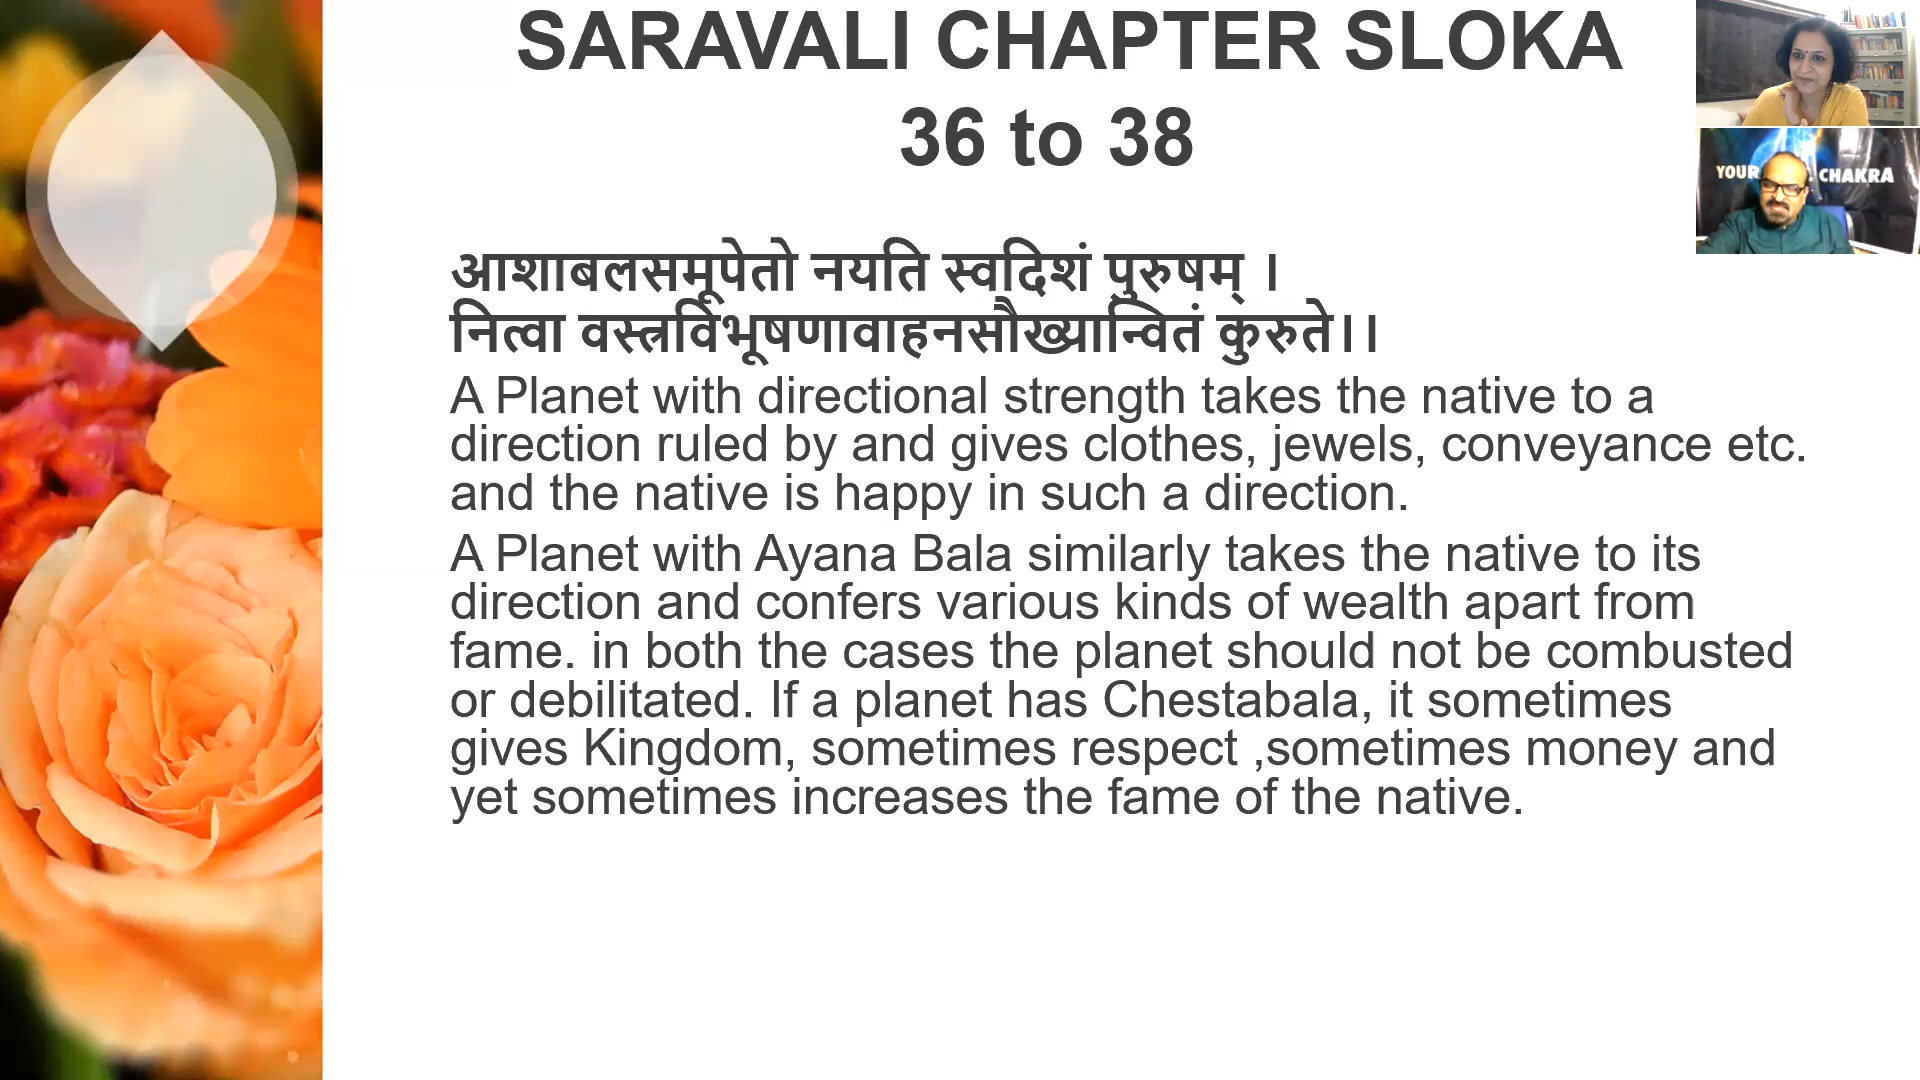 SARAVALI CHAPTER SLOKA
36 to 38
आशाबलसमूपेतो नयति स्वदिशं पुरुषम् ।
नित्वा वस्त्रविभूषणावाहनसौख्यान्वितं कुरुते।।
A Planet with directional strength takes the native to a
direction ruled by and gives clothes, jewels, conveyance etc.
and the native is happy in such a direction.
A Planet with Ayana Bala similarly takes the native to its
direction and confers various kinds of wealth apart from
fame. in both the cases the planet should not be combusted
or debilitated. If a planet has Chestabala, it sometimes
gives Kingdom, sometimes respect ,sometimes money and
yet sometimes increases the fame of the native.
YOUR CHAKRA